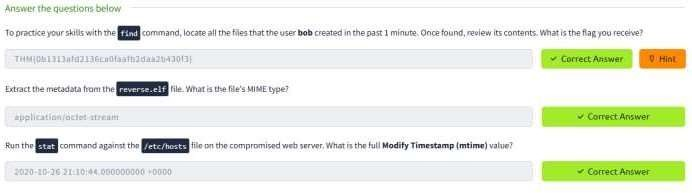 Answer the questions below
To practice your skills with the find command, locate all the files that the user bob created in the past 1 minute. Once found, review its contents. What is the flag you receive?
THM{0b1313afd2136ca0faafb2daa2b430f3}
Correct Answer
Hint
Extract the metadata from the reverse.elf file. What is the file's MIME type?
application/octet-stream
Correct Answer
Run the stat command against the /etc/hosts file on the compromised web server. What is the full Modify Timestamp (mtime) value?
2020-10-26 21:10:44.000000000 +0000
Correct Answer